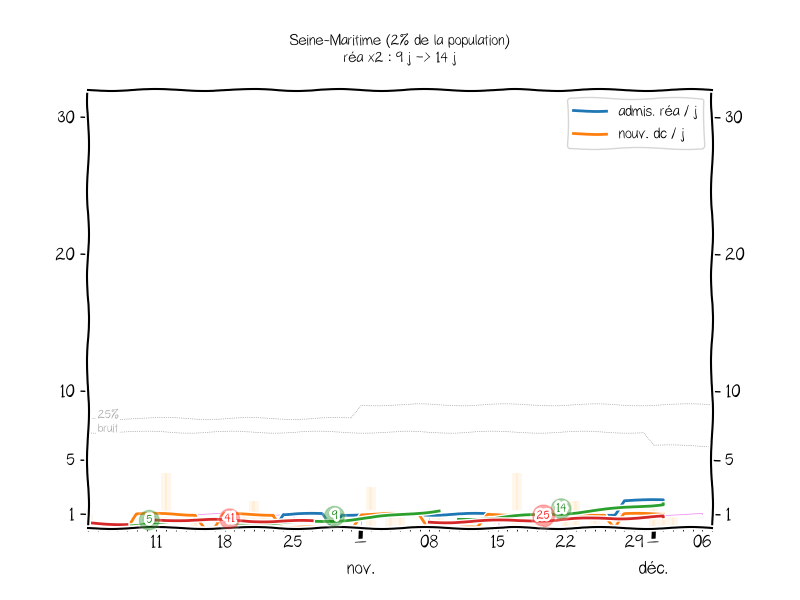 Seine-Maritime (2% de la population)
réa x2 : 9 j -> 14 j
admis. réa / j
nouv. dc / j
30 30
20 20
10 10
25%
bruit
5 5
1 1
5 41 9 25 14
11 18 25 1 08 15 22 29 1 06
nov. déc.